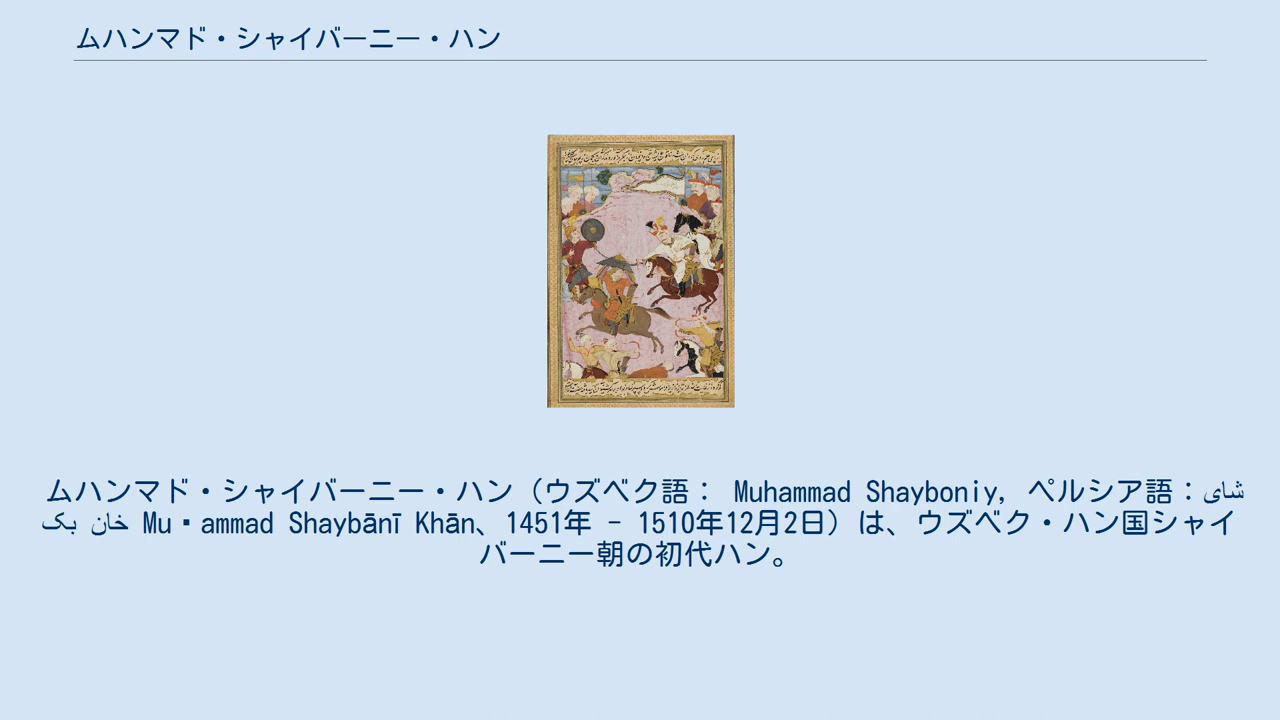 ムハンマド・シャイバーニー・ハン
ムハンマド・シャイバーニー・ハン（ウズベク語： Muhammad Shayboniy, ペルシア語：شای
خان بک Mu・ammad Shaybānī Khān、1451年 – 1510年12月2日）は、ウズベク・ハン国シャイ
バーニー朝の初代ハン。